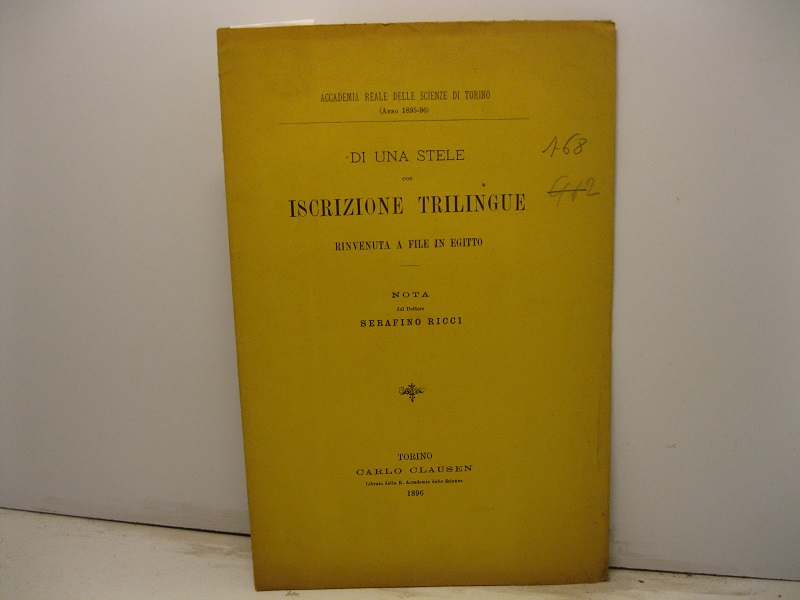 ACCADEMIA REALE DELLE SCIENZE DI TORINO
(ANNO 1895-96)
DI UNA STELE
CON
ISCRIZIONE TRILINGUE
RINVENUTA A FILE IN EGITTO
NOTA
del Dottore
SERAFINO RICCI
TORINO
CARLO CLAUSEN
Libraio della R. Accademia delle Scienze
1896
168